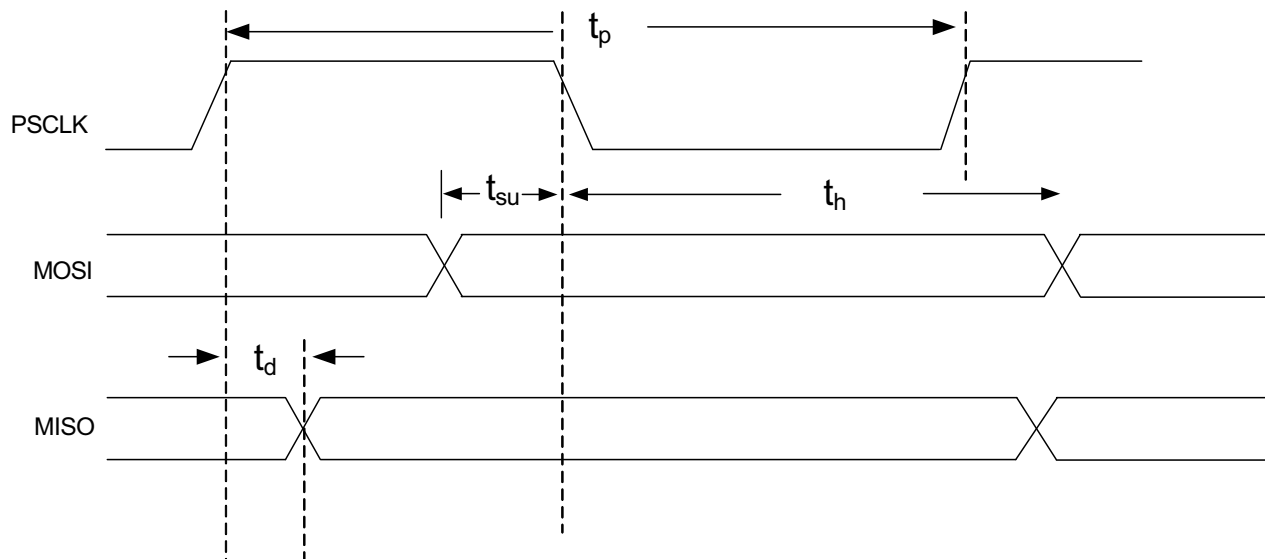 tp
PSCLK
tsu
th
MOSI
td
MISO